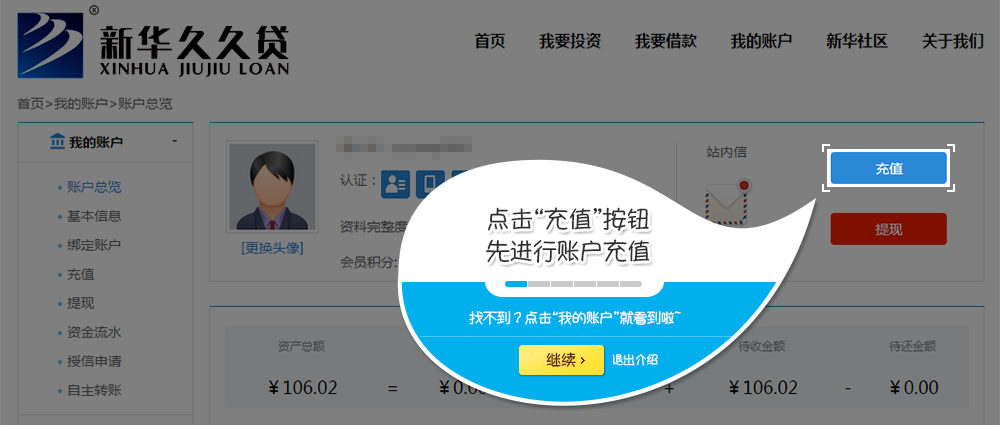 ®
新华久久贷
XINHUA JIUJIU LOAN
首页 我要投资 我要借款 我的账户 新华社区 关于我们
首页>我的账户>账户总览
我的账户 -
账户总览
基本信息
绑定账户
充值
提现
资金流水
授信申请
自主转账
[更换头像]
认证：
资料完整度
会员积分:
站内信
充值
提现
点击“充值”按钮
先进行账户充值
找不到？点击“我的账户”就看到啦~
继续 > 退出介绍
资产总额 待收金额 待还金额
¥106.02 = ¥0.00 + ¥106.02 - ¥0.00